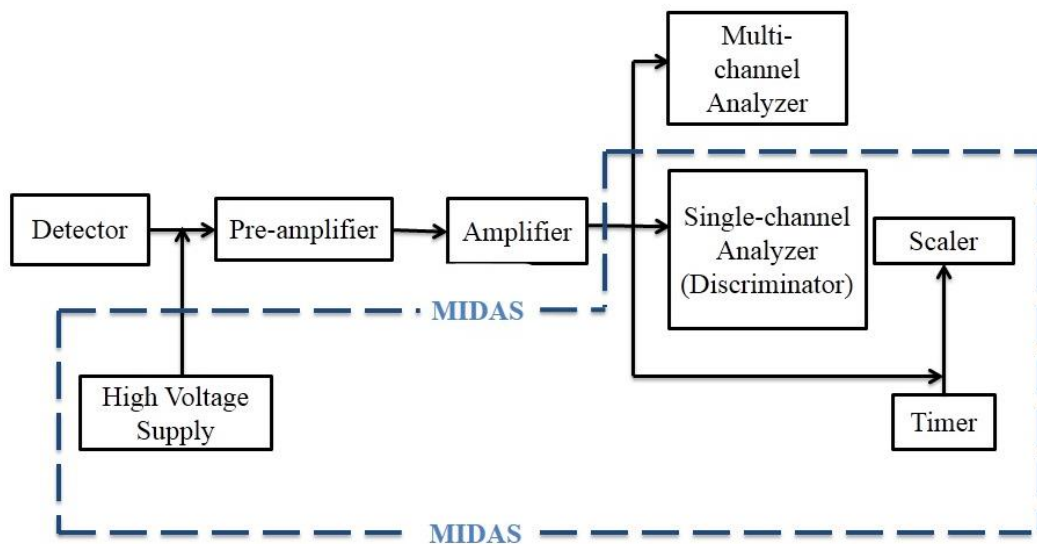 Multi-
channel
Analyzer
Detector
Pre-amplifier
Amplifier
Single-channel
Analyzer
(Discriminator)
Scaler
MIDAS
High Voltage
Supply
Timer
MIDAS